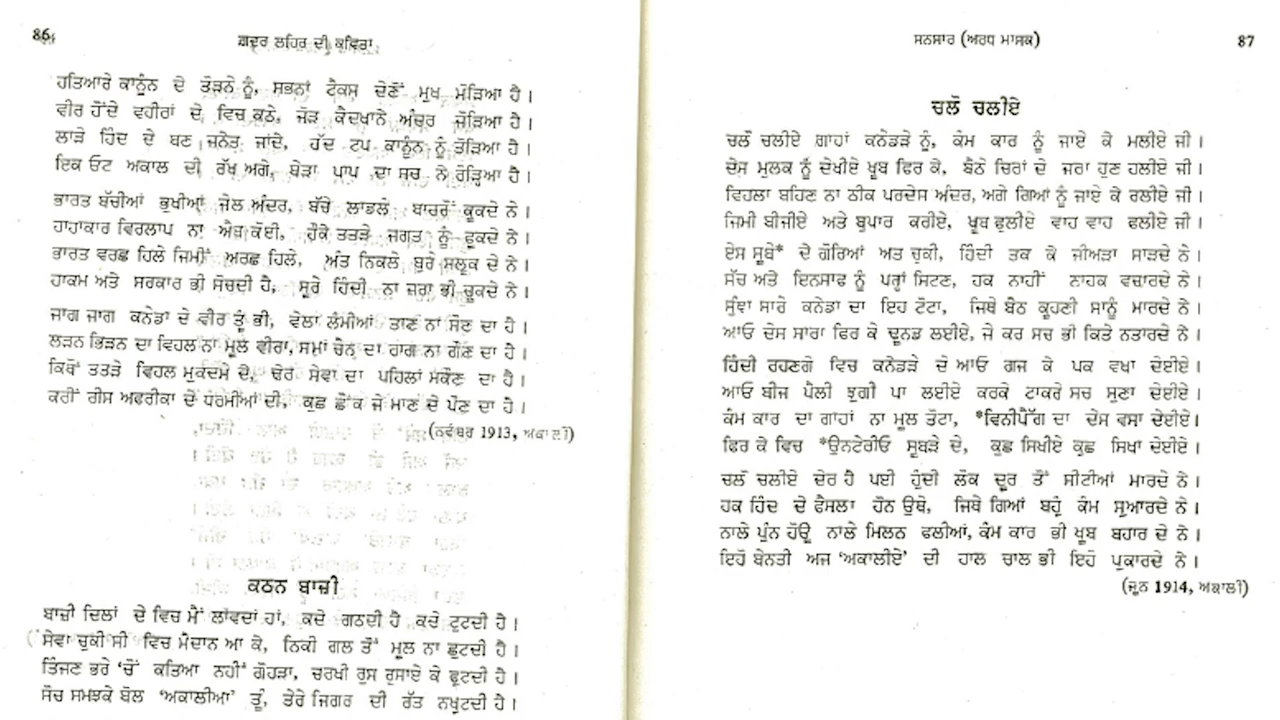 86
ਗ਼ਦਰ ਲਹਿਰ ਦੀ ਕਵਿਤਾ
ਹਤਿਆਰੇ ਕਾਨੂੰਨ ਦੇ ਤੋੜਨੇ ਨੂੰ, ਸਭਨਾਂ ਟੈਕਸ ਦੇਣੋਂ ਮੁਖ ਮੋੜਿਆ ਹੈ।
ਵੀਰ ਹੋਂਦੇ ਵਹੀਰਾਂ ਦੇ ਵਿਚ ਕਠੇ, ਜੋੜ ਕੈਦਖਾਨੇ ਅੰਦਰ ਜੋੜਿਆ ਹੈ।
ਲਾੜੇ ਹਿੰਦ ਦੇ ਬਣ ਜਨੇਤ ਜਾਂਦੇ, ਹੱਦ ਟਪ ਕਾਨੂੰਨ ਨੂੰ ਤੋੜਿਆ ਹੈ।
ਇਕ ਓਟ ਅਕਾਲ ਦੀ ਰੱਖ ਅਗੇ, ਬੇੜਾ ਪਾਪ ਦਾ ਸਚ ਨੇ ਰੋੜ੍ਹਿਆ ਹੈ।
ਭਾਰਤ ਬੱਚੀਆਂ ਭੁਖੀਆਂ ਜੇਲ ਅੰਦਰ, ਬੱਚੇ ਲਾਡਲੇ ਬਾਹਰੋਂ ਕੂਕਦੇ ਨੇ।
ਹਾਹਾਕਾਰ ਵਿਰਲਾਪ ਨਾ ਐਬ ਕੋਈ, ਹੌਕੇ ਤਤੜੇ ਜਗਤ ਨੂੰ ਫੂਕਦੇ ਨੇ।
ਭਾਰਤ ਵਰਛ ਹਿਲੇ ਜਿਮੀਂ ਅਰਛ ਹਿਲੇ, ਅੰਤ ਨਿਕਲੇ ਬੁਰੇ ਸਲੂਕ ਦੇ ਨੇ।
ਹਾਕਮ ਅਤੇ ਸਰਕਾਰ ਭੀ ਸੋਚਦੀ ਹੈ, ਸੂਰੇ ਹਿੰਦੀ ਨਾ ਜ਼ਰਾ ਭੀ ਚੂਕਦੇ ਨੇ।
ਜਾਗ ਜਾਗ ਕਨੇਡਾ ਦੇ ਵੀਰ ਤੂੰ ਭੀ, ਵੇਲਾਂ ਲੰਮੀਆਂ ਤਾਣ ਨਾਂ ਸੌਣ ਦਾ ਹੈ।
ਲੜਨ ਭਿੜਨ ਦਾ ਵਿਹਲ ਨਾ ਮੂਲ ਵੀਰਾ, ਸਮਾਂ ਚੈਨ ਦਾ ਰਾਗ ਨਾ ਗੌਣ ਦਾ ਹੈ।
ਕਿਥੋਂ ਤਤੜੇ ਵਿਹਲ ਮੁਕਦਮੇ ਦੇ, ਢੇਰ ਸੇਵਾ ਦਾ ਪਹਿਲਾਂ ਮੁਕੌਣ ਦਾ ਹੈ।
ਕਰੀਂ ਰੀਸ ਅਫਰੀਕਾ ਦੇ ਧਰਮੀਆਂ ਦੀ, ਕੁਛ ਛੌਂਕ ਜੇ ਮਾਣ ਦੇ ਪੌਣ ਦਾ ਹੈ।
(ਨਵੰਬਰ 1913, ਅਕਾਲੀ)
ਕਠਨ ਬਾਜ਼ੀ
ਬਾਜ਼ੀ ਦਿਲਾਂ ਦੇ ਵਿਚ ਮੈਂ ਲਾਂਵਦਾਂ ਹਾਂ, ਕਦੇ ਗਠਦੀ ਹੈ ਕਦੇ ਟੁਟਦੀ ਹੈ।
ਸੇਵਾ ਚੁਕੀ ਸੀ ਵਿਚ ਮੈਦਾਨ ਆ ਕੇ, ਨਿਕੀ ਗਲ ਤੋਂ ਮੂਲ ਨਾ ਛੁਟਦੀ ਹੈ।
ਤਿੰਜਣ ਭਰੇ 'ਚੋਂ ਕਤਿਆ ਨਹੀਂ ਗੋਹੜਾ, ਚਰਖੀ ਰੁਸ ਰੁਸਾਏ ਕੇ ਫੁਟਦੀ ਹੈ।
ਸੋਚ ਸਮਝਕੇ ਬੋਲ 'ਅਕਾਲੀਆ' ਤੂੰ, ਤੇਰੇ ਜਿਗਰ ਦੀ ਰੱਤ ਨਖੁਟਦੀ ਹੈ।
ਸਨਸਾਰ (ਅਰਧ ਮਾਸਕ)
87
ਚਲੋ ਚਲੀਏ
ਚਲੋ ਚਲੀਏ ਗਾਹਾਂ ਕਨੇਡੜੇ ਨੂੰ, ਕੰਮ ਕਾਰ ਨੂੰ ਜਾਏ ਕੇ ਮਲੀਏ ਜੀ।
ਦੇਸ ਮੁਲਕ ਨੂੰ ਦੇਖੀਏ ਖੂਬ ਫਿਰ ਕੇ, ਬੈਠੇ ਚਿਰਾਂ ਦੇ ਜਰਾ ਹੁਣ ਹਲੀਏ ਜੀ।
ਵਿਹਲਾ ਬਹਿਣ ਨਾ ਠੀਕ ਪਰਦੇਸ ਅੰਦਰ, ਅਗੇ ਗਿਆਂ ਨੂੰ ਜਾਏ ਕੇ ਰਲੀਏ ਜੀ।
ਜਿਮੀ ਬੀਜੀਏ ਅਤੇ ਬੁਪਾਰ ਕਰੀਏ, ਖੂਬ ਫੁਲੀਏ ਵਾਹ ਵਾਹ ਫਲੀਏ ਜੀ।
ਏਸ ਸੂਬੇ* ਦੇ ਗੋਰਿਆਂ ਅਤ ਚੁਕੀ, ਹਿੰਦੀ ਤਕ ਕੇ ਜੀਅੜਾ ਸਾੜਦੇ ਨੇ।
ਸੱਚ ਅਤੇ ਇਨਸਾਫ ਨੂੰ ਪਰ੍ਹਾਂ ਸਿਟਣ, ਹਕ ਨਾਹੀਂ ਨਾਹਕ ਵਚਾਰਦੇ ਨੇ।
ਸੁੰਞਾ ਸਾਰੇ ਕਨੇਡਾ ਦਾ ਇਹ ਟੋਟਾ, ਜਿਥੇ ਬੈਠ ਕੂਹਣੀ ਸਾਨੂੰ ਮਾਰਦੇ ਨੇ।
ਆਓ ਦੇਸ ਸਾਰਾ ਫਿਰ ਕੇ ਢੂਨਡ ਲਈਏ, ਜੇ ਕਰ ਸਚ ਭੀ ਕਿਤੇ ਨਤਾਰਦੇ ਨੇ।
ਹਿੰਦੀ ਰਹਣਗੇ ਵਿਚ ਕਨੇਡੜੇ ਦੇ ਆਓ ਗਜ ਕੇ ਪਕ ਵਖਾ ਦੇਈਏ।
ਆਓ ਬੀਜ ਪੈਲੀ ਝੁਗੀ ਪਾ ਲਈਏ ਕਰਕੇ ਟਾਕਰੇ ਸਚ ਸੁਣਾ ਦੇਈਏ।
ਕੰਮ ਕਾਰ ਦਾ ਗਾਂਹਾਂ ਨਾ ਮੂਲ ਤੋਟਾ, *ਵਿਨੀਪੈੱਗ ਦਾ ਦੇਸ ਵਸਾ ਦੇਈਏ।
ਫਿਰ ਕੇ ਵਿਚ *ਉਨਟੇਰੀਓ ਸੂਬੜੇ ਦੇ, ਕੁਛ ਸਿਖੀਏ ਕੁਛ ਸਿਖਾ ਦੇਈਏ।
ਚਲੋ ਚਲੀਏ ਦੇਰ ਹੈ ਪਈ ਹੁੰਦੀ ਲੋਕ ਦੂਰ ਤੋਂ ਸੀਟੀਆਂ ਮਾਰਦੇ ਨੇ।
ਹਕ ਹਿੰਦ ਦੇ ਫੈਸਲਾ ਹੋਨ ਉਥੇ, ਜਿਥੇ ਗਿਆਂ ਬਹੁੰ ਕੰਮ ਸੁਆਰਦੇ ਨੇ।
ਨਾਲੇ ਪੁੰਨ ਹੋਊ ਨਾਲੇ ਮਿਲਨ ਫਲੀਆਂ, ਕੰਮ ਕਾਰ ਭੀ ਖੂਬ ਬਹਾਰ ਦੇ ਨੇ।
ਇਹੋ ਬੇਨਤੀ ਅਜ 'ਅਕਾਲੀਏ' ਦੀ ਹਾਲ ਚਾਲ ਭੀ ਇਹੋ ਪੁਕਾਰਦੇ ਨੇ।
(ਜੂਨ 1914, ਅਕਾਲੀ)